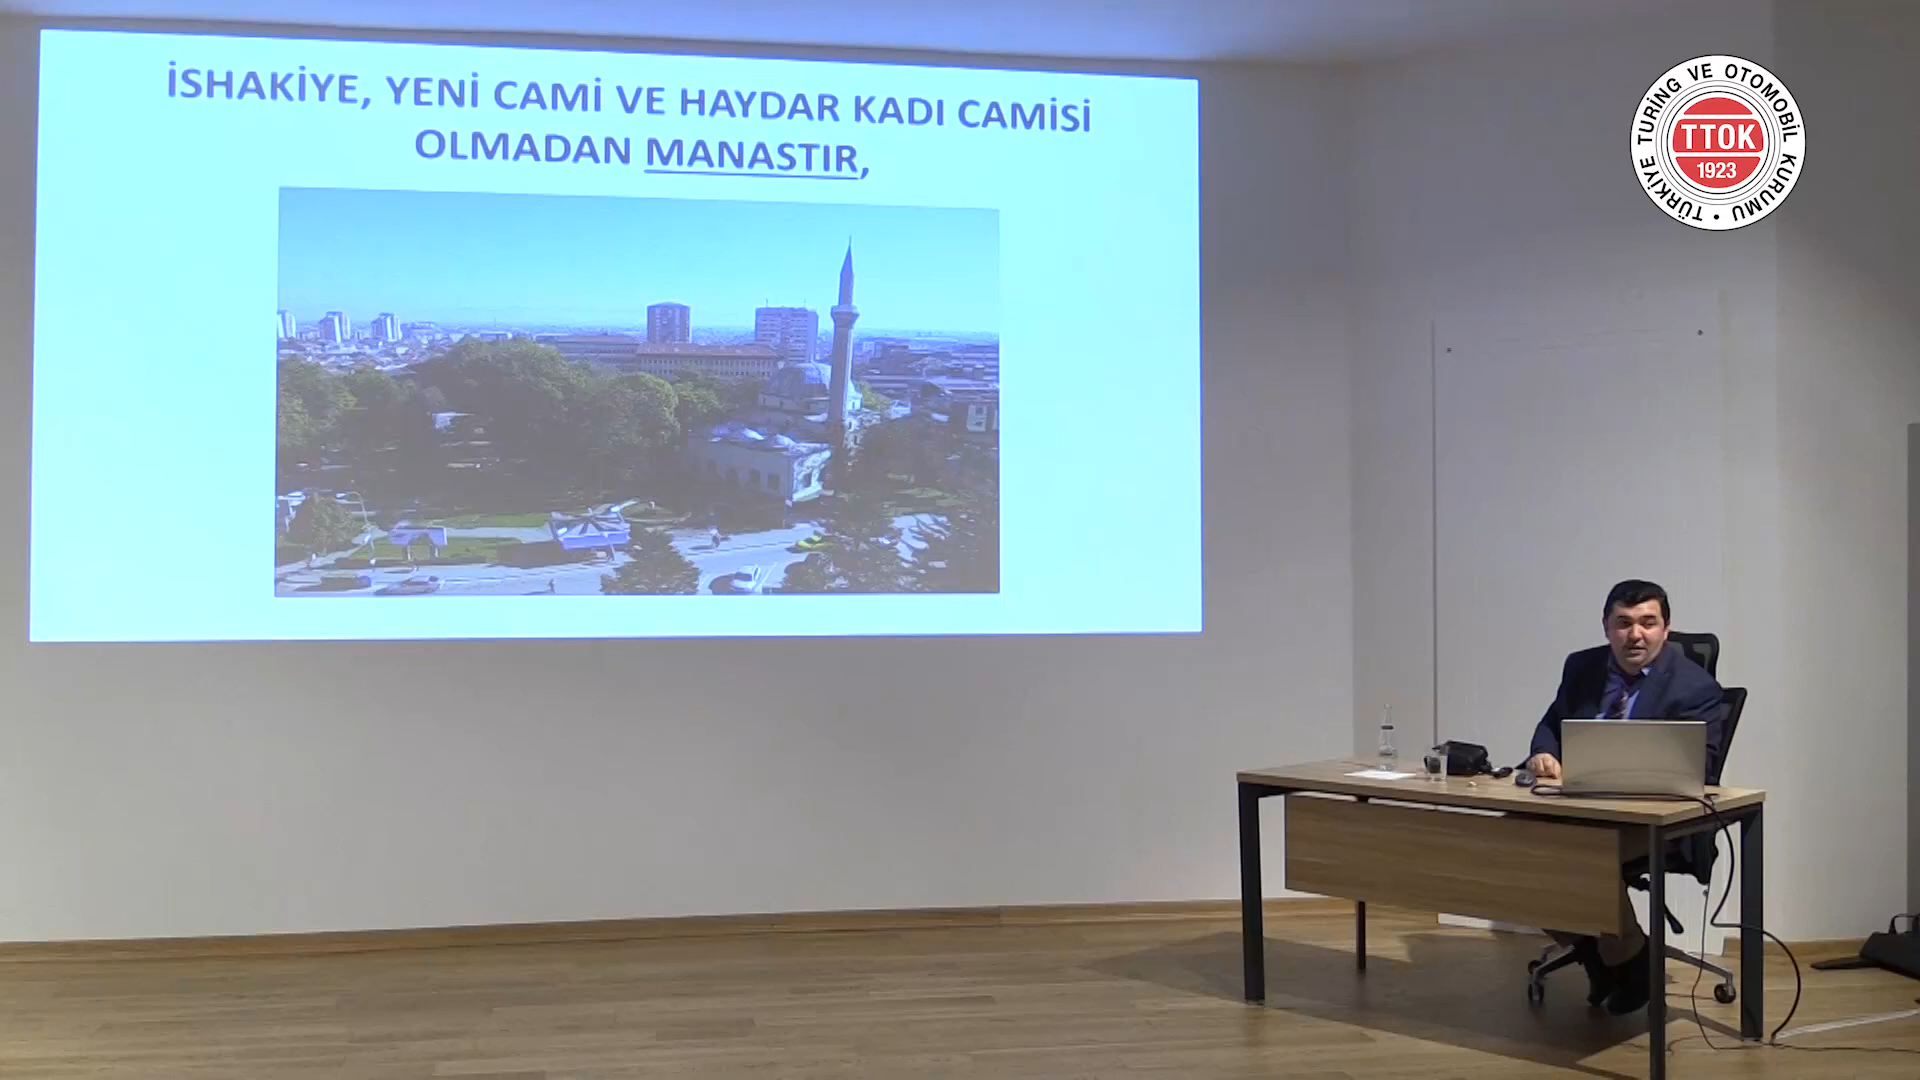 İSHAKİYE, YENİ CAMİ VE HAYDAR KADI CAMİSİ
OLMADAN MANASTIR,
TÜRKİYE TURİNG VE OTOMOBİL KURUMU •
TTOK
1923